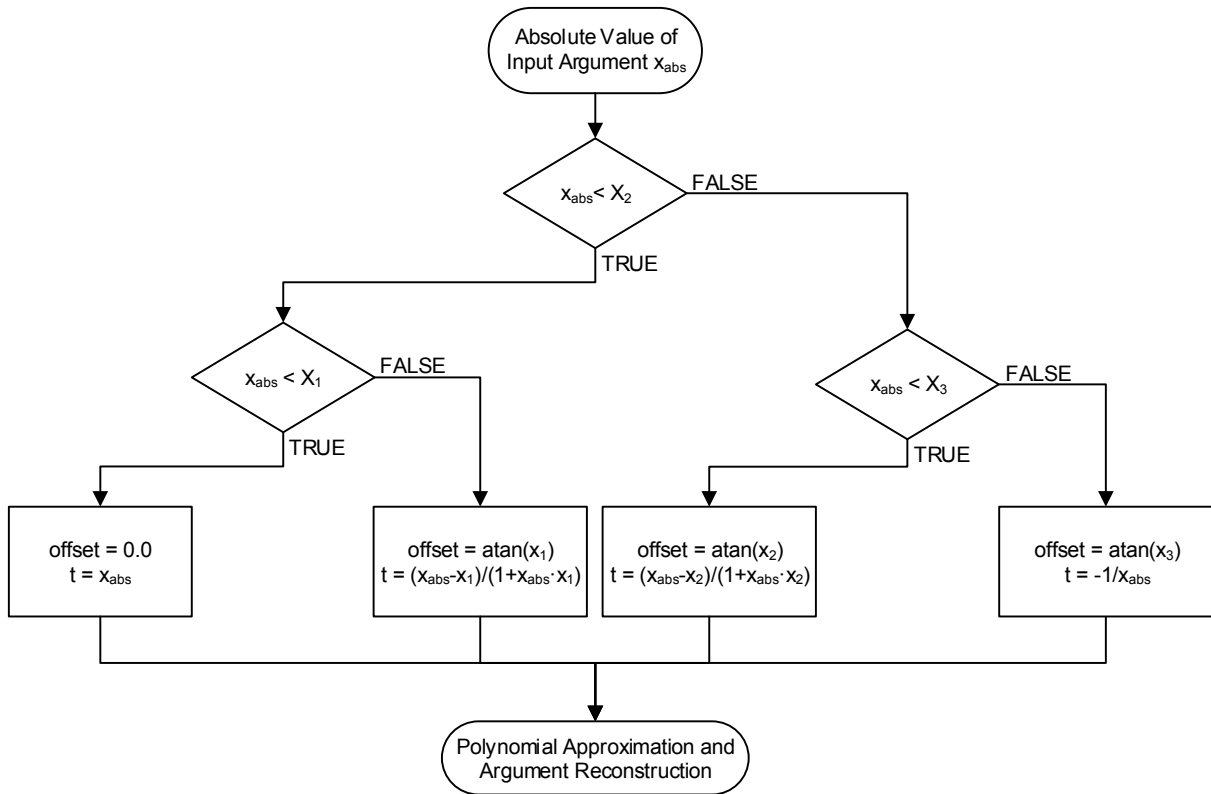 Absolute Value of
Input Argument xabs
xabs< X2
FALSE
TRUE
xabs < X1
FALSE
TRUE
xabs < X3
FALSE
TRUE
offset = 0.0
t = xabs
offset = atan(x1)
t = (xabs-x1)/(1+xabs·x1)
offset = atan(x2)
t = (xabs-x2)/(1+xabs·x2)
offset = atan(x3)
t = -1/xabs
Polynomial Approximation and
Argument Reconstruction